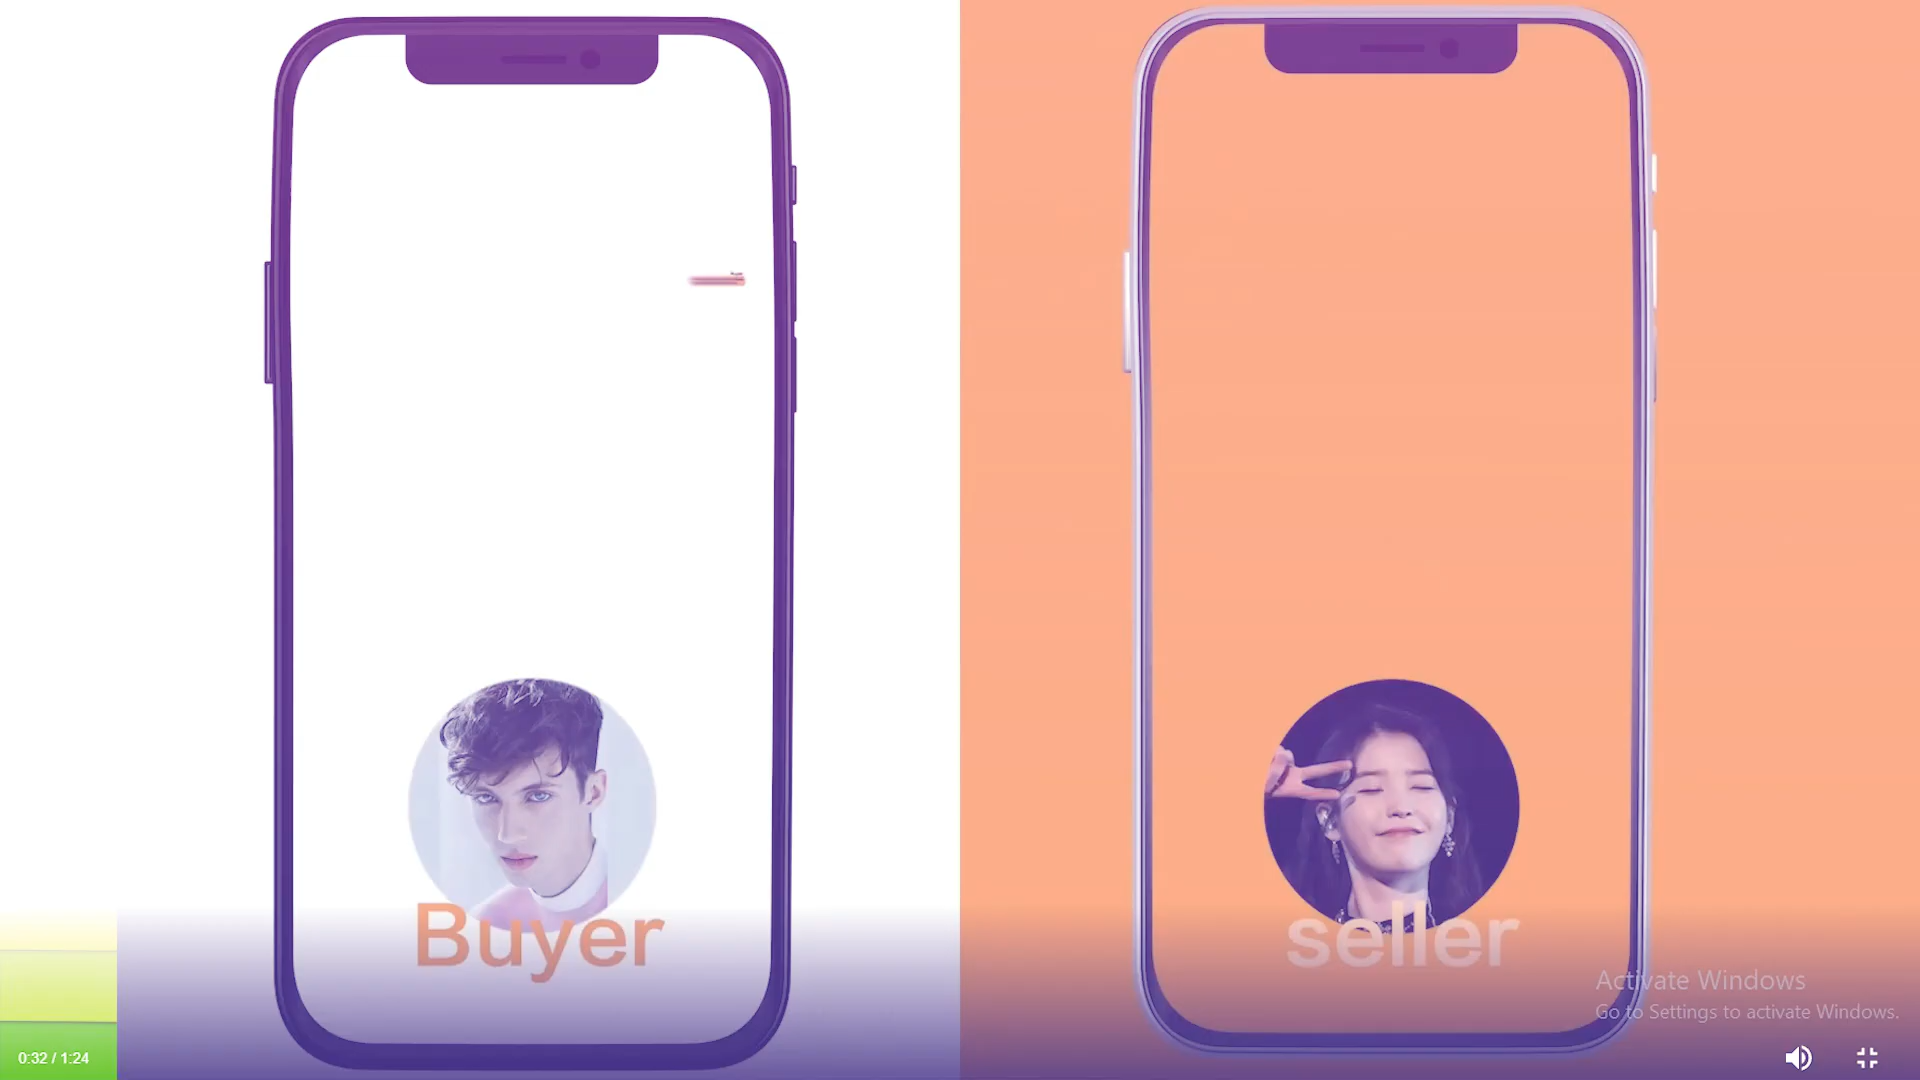 Buyer
seller
Activate Windows
Go to Settings to activate Windows.
0:32 / 1:24